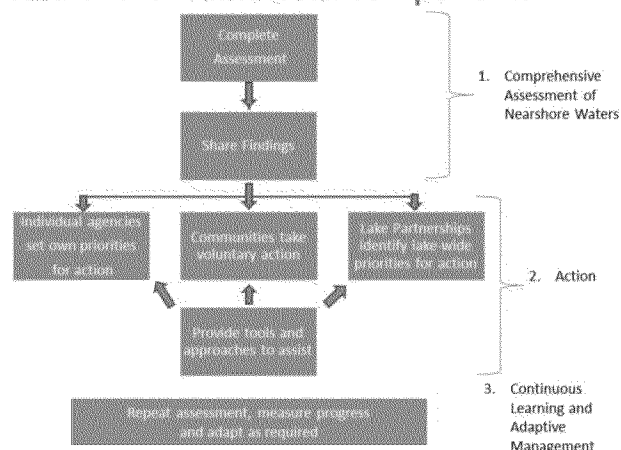 Complete
Assessment
Share Findings
1. Comprehensive
Assessment of
Nearshore Waters
Individual agencies
set own priorities
for action
Communities take
voluntary action
Lake Partnerships
identify lake wide
priorities for action
Provide tools and
approaches to assist
2. Action
Repeat assessment, measure progress
and adapt as required
3. Continuous
Learning and
Adaptive
Management